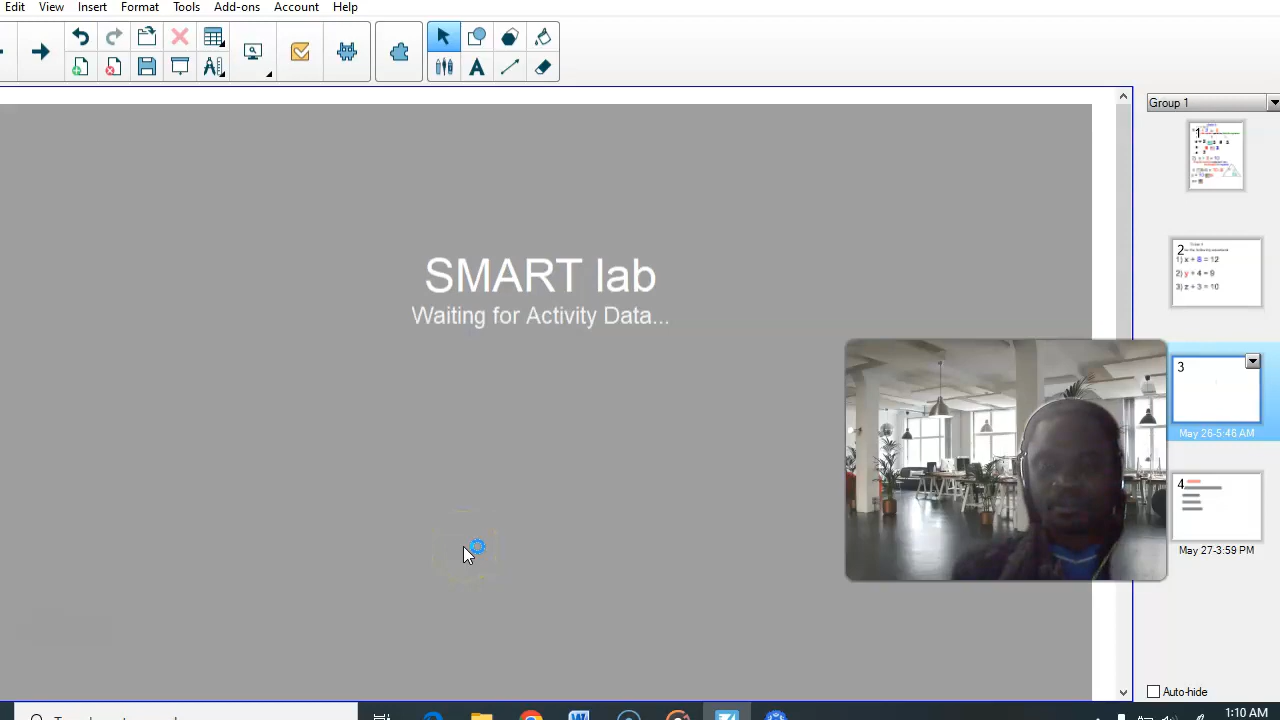 Edit View Insert Format Tools Add-ons Account Help
Group 1
1
2
1) x + 8 = 12
2) y + 4 = 9
3) z + 3 = 10
SMART lab
Waiting for Activity Data...
3
May 26-5:46 AM
4
May 27-3:59 PM
Auto-hide
1:10 AM